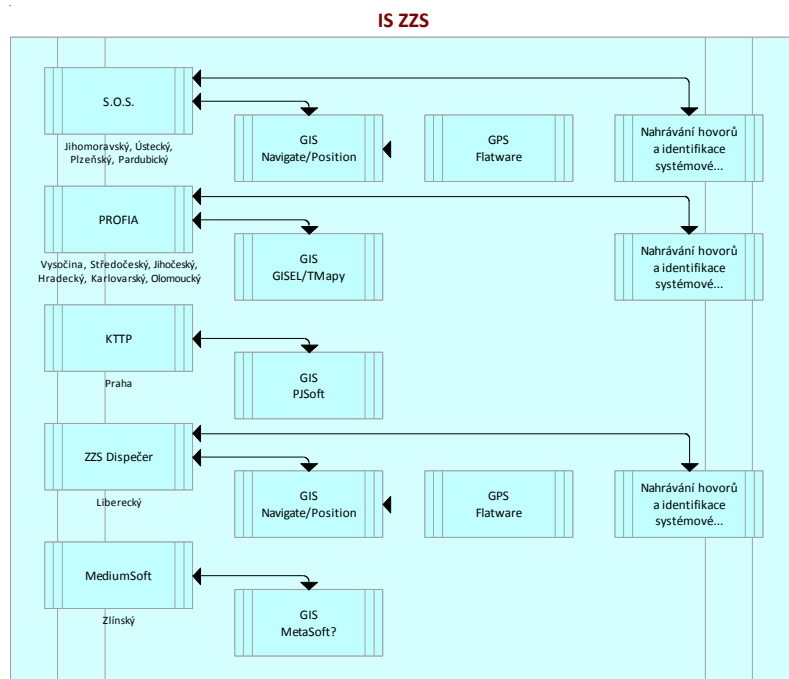 IS ZZS
S.O.S.
Jihomoravský, Ústecký,
Plzeňský, Pardubický
GIS
Navigate/Position
GPS
Flatware
Nahrávání hovorů
a identifikace
systémové...
PROFIA
Vysočina, Středočeský, Jihočeský,
Hradecký, Karlovarský, Olomoucký
GIS
GISEL/TMapy
Nahrávání hovorů
a identifikace
systémové...
KTTP
Praha
GIS
PJSoft
ZZS Dispečer
Liberecký
GIS
Navigate/Position
GPS
Flatware
Nahrávání hovorů
a identifikace
systémové...
MediumSoft
Zlínský
GIS
MetaSoft?